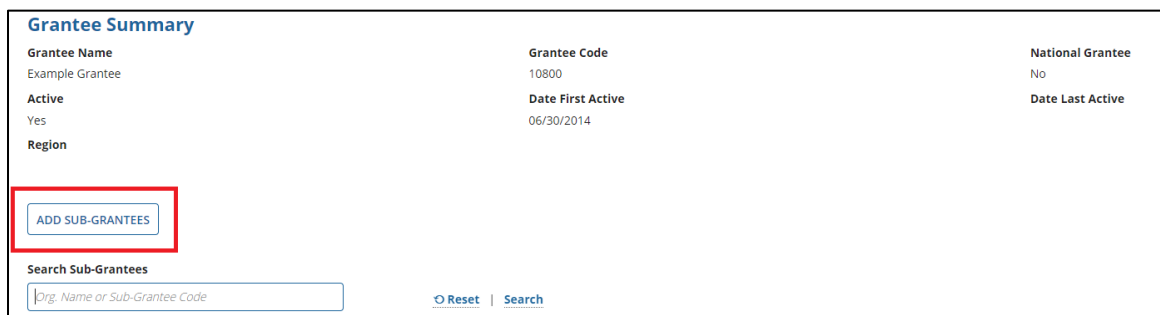 Grantee Summary
Grantee Name Grantee Code National Grantee
Example Grantee 10800 No
Active Date First Active Date Last Active
Yes 06/30/2014
Region
ADD SUB-GRANTEES
Search Sub-Grantees
Org. Name or Sub-Grantee Code Reset | Search